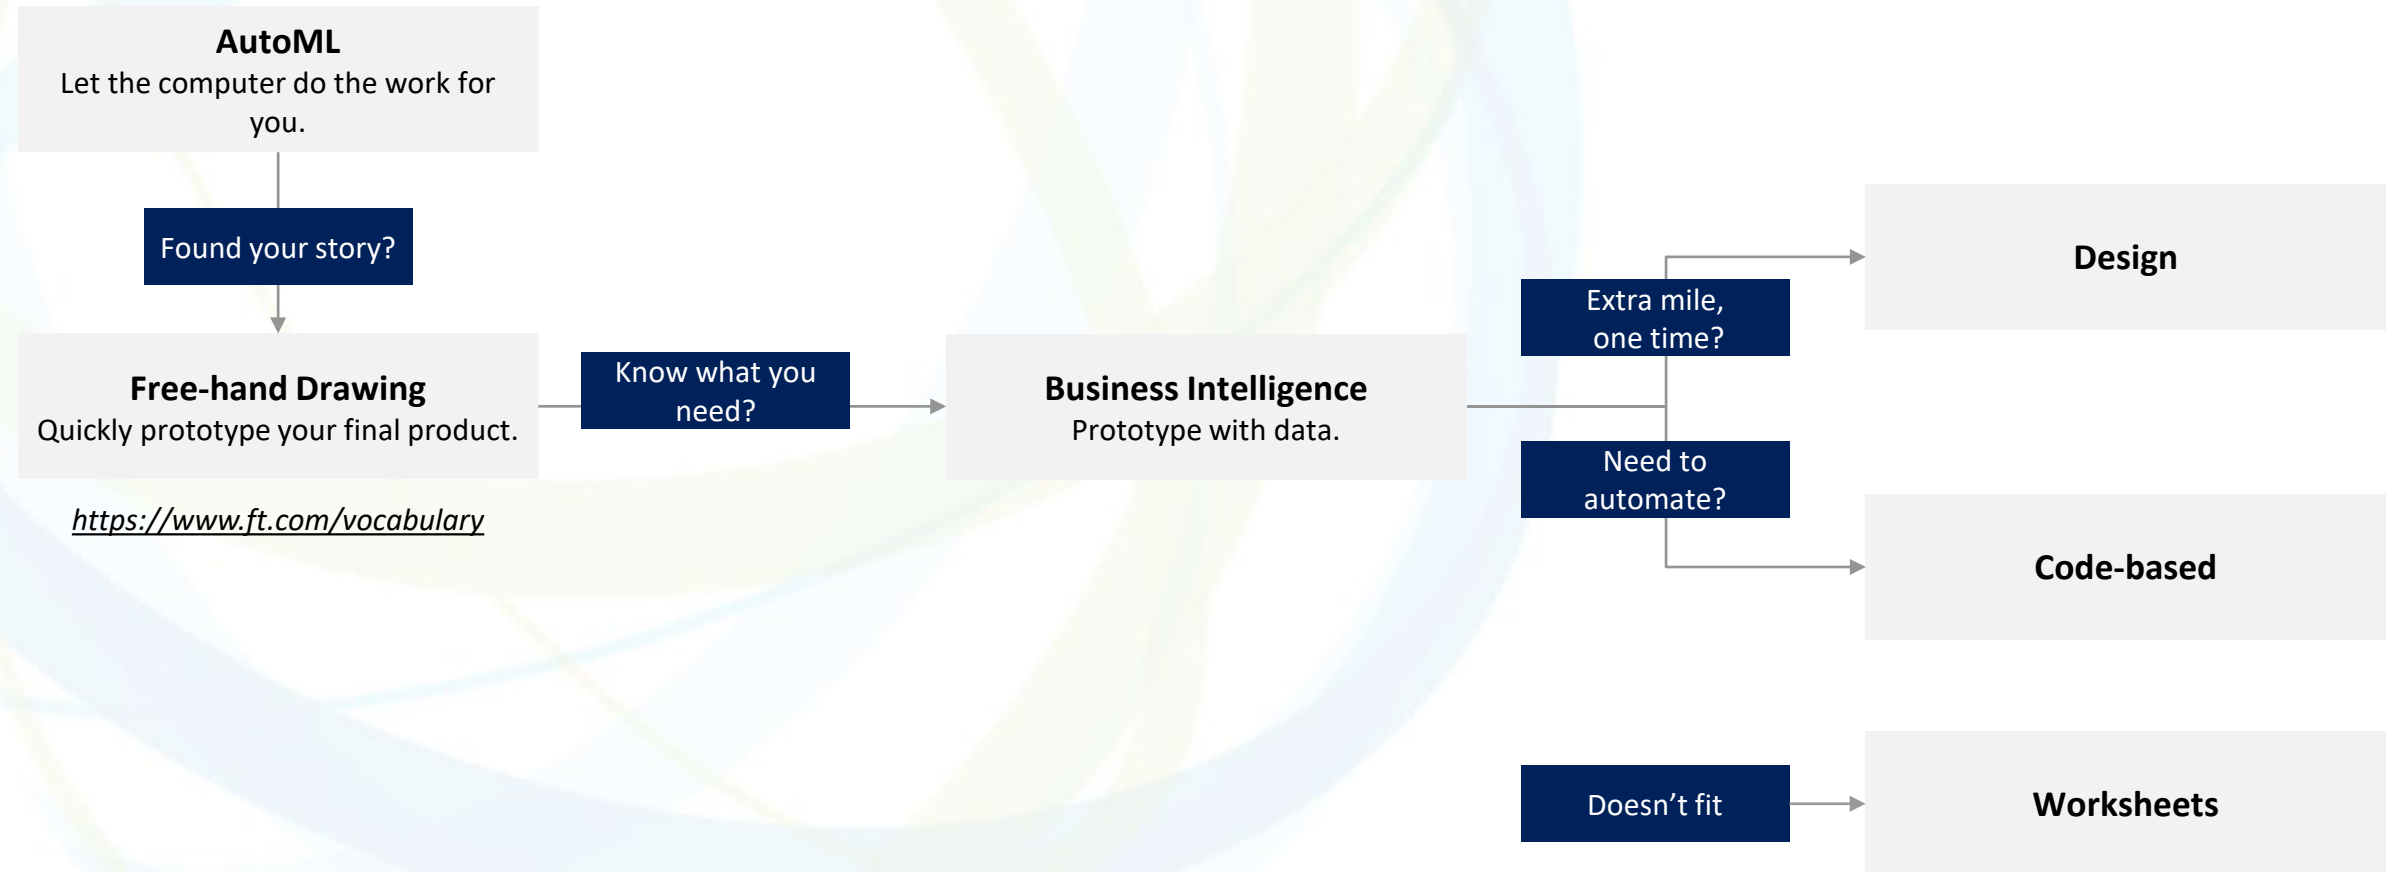 AutoML
Let the computer do the work for
you.
Found your story?
Free-hand Drawing
Quickly prototype your final product.
https://www.ft.com/vocabulary
Know what you
need?
Business Intelligence
Prototype with data.
Extra mile,
one time?
Design
Need to
automate?
Code-based
Doesn’t fit
Worksheets